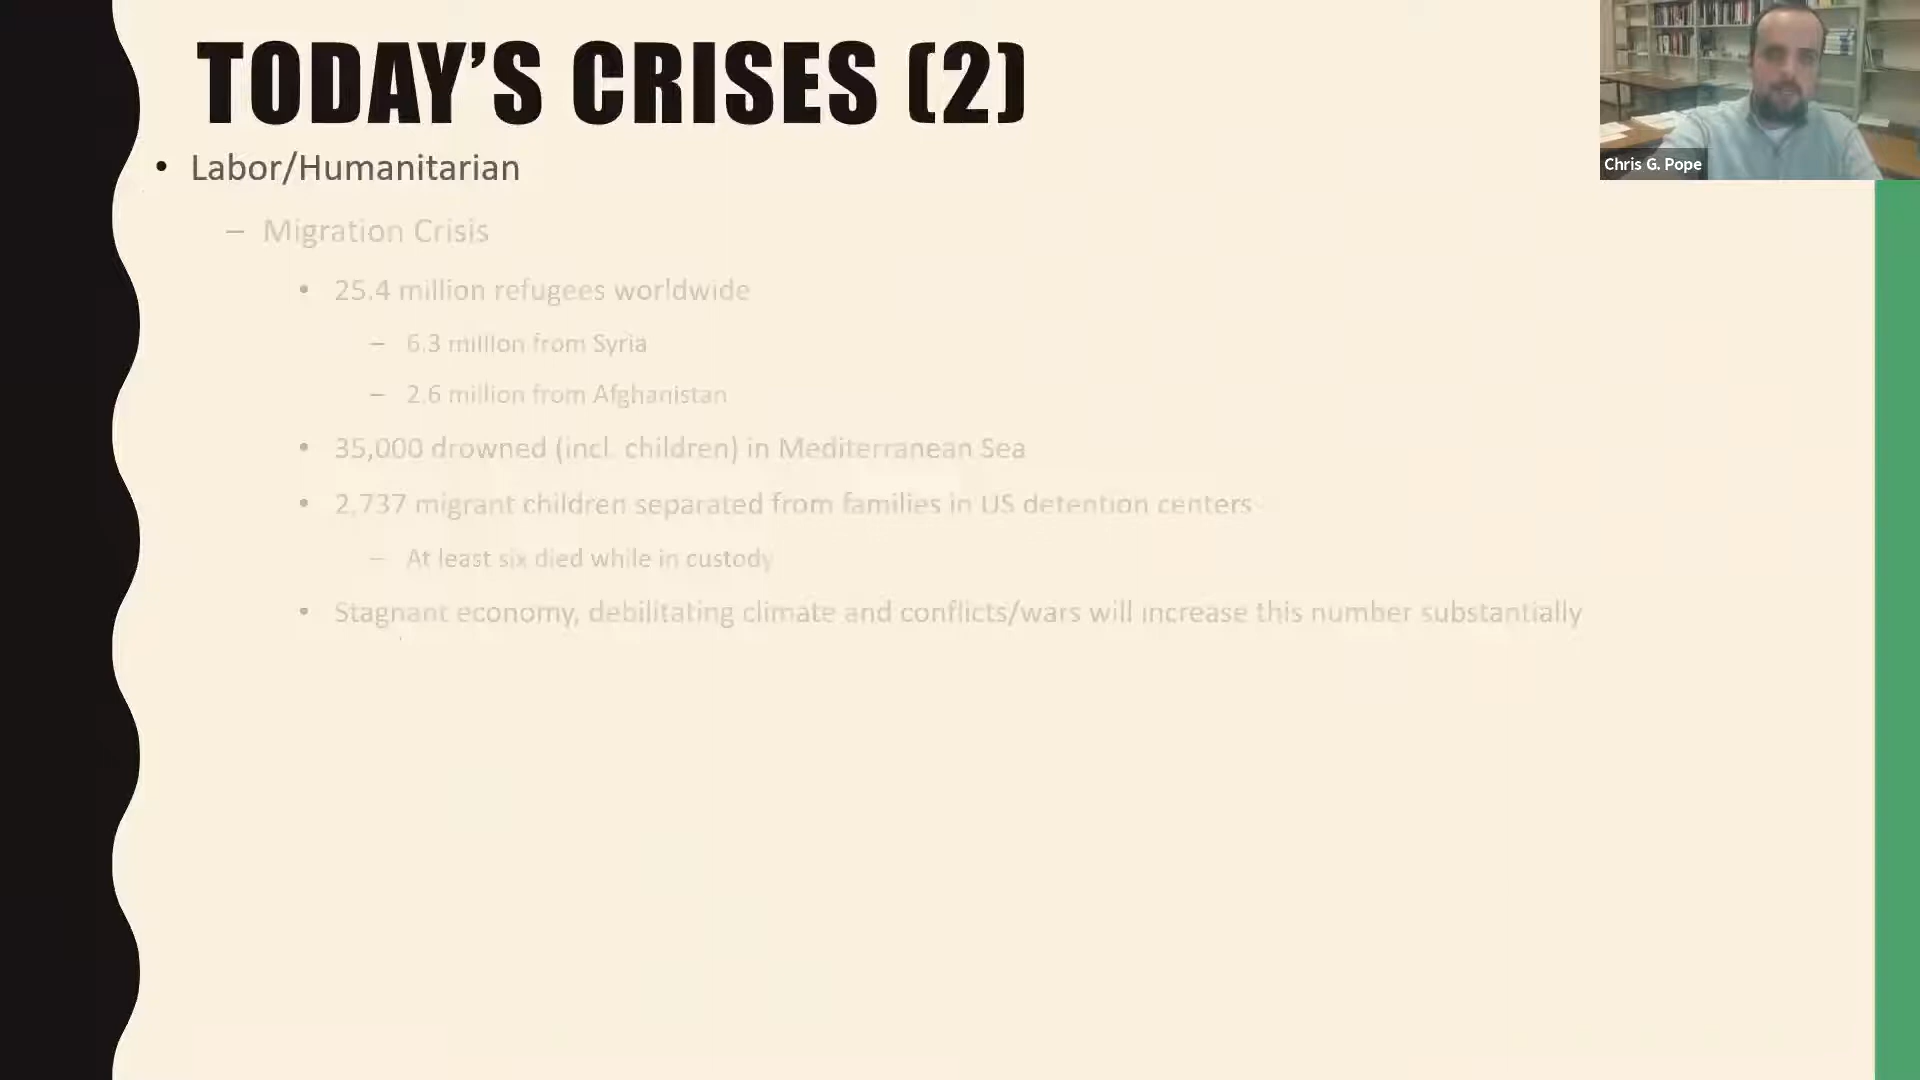 TODAY'S CRISES (2)
Chris G. Pope
• Labor/Humanitarian
– Migration Crisis
• 25.4 million refugees worldwide
– 6.3 million from Syria
– 2.6 million from Afghanistan
• 35,000 drowned (incl. children) in Mediterranean Sea
• 2,737 migrant children separated from families in US detention centers
– At least six died while in custody
• Stagnant economy, debilitating climate and conflicts/wars will increase this number substantially